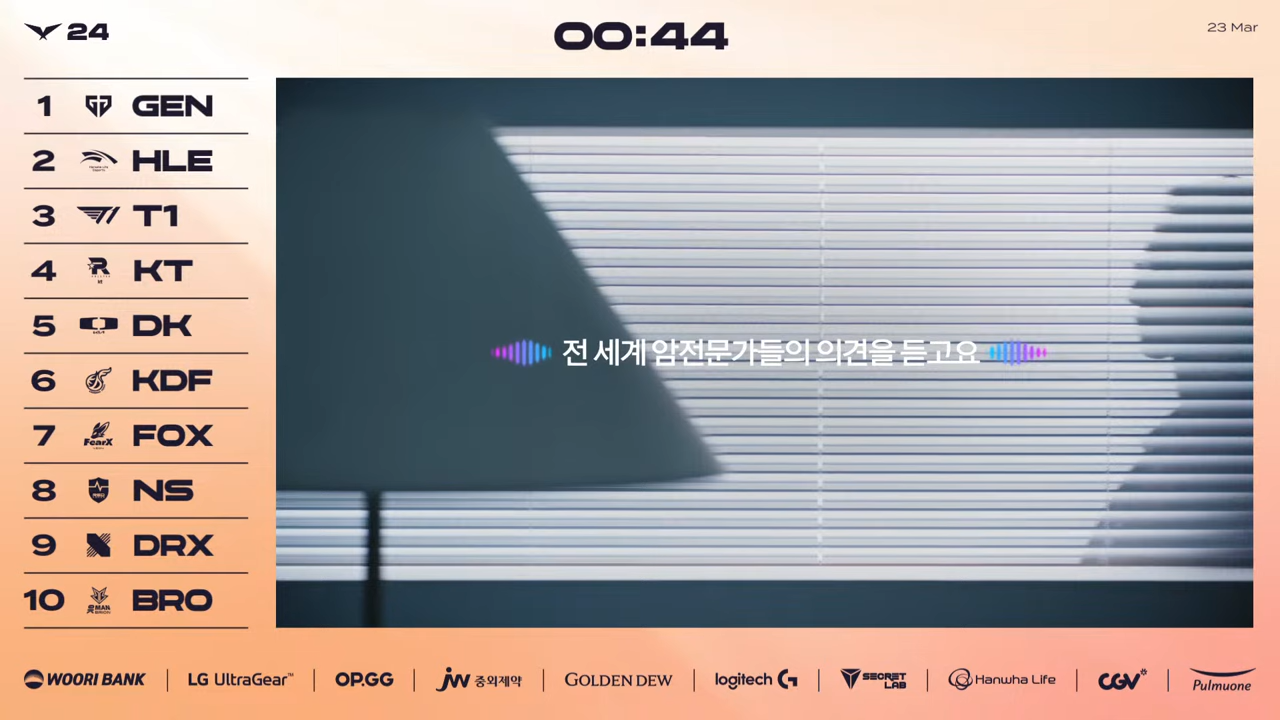 24
00:44
23 Mar
1 GEN
2 HLE
3 T1
4 KT
5 DK
6 KDF
7 FearX FOX
8 NS
9 DRX
10 BRO
전 세계 암전문가들의 의견을 듣고요
WOORI BANK LG UltraGear™ OP.GG jw 중외제약 GOLDEN DEW logitech G SECRET LAB Hanwha Life CGV Pulmuone